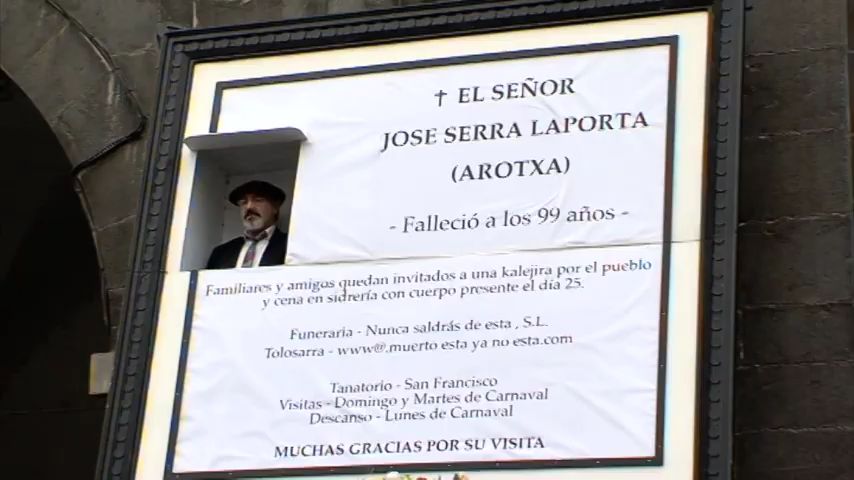 † EL SEÑOR
JOSE SERRA LAPORTA
(AROTXA)
- Falleció a los 99 años -
Familiares y amigos quedan invitados a una kalejira por el pueblo
y cena en sidrería con cuerpo presente el día 25.
Funeraria - Nunca saldrás de esta , S.L.
Tolosarra - www@.muerto esta ya no esta.com
Tanatorio - San Francisco
Visitas - Domingo y Martes de Carnaval
Descanso - Lunes de Carnaval
MUCHAS GRACIAS POR SU VISITA